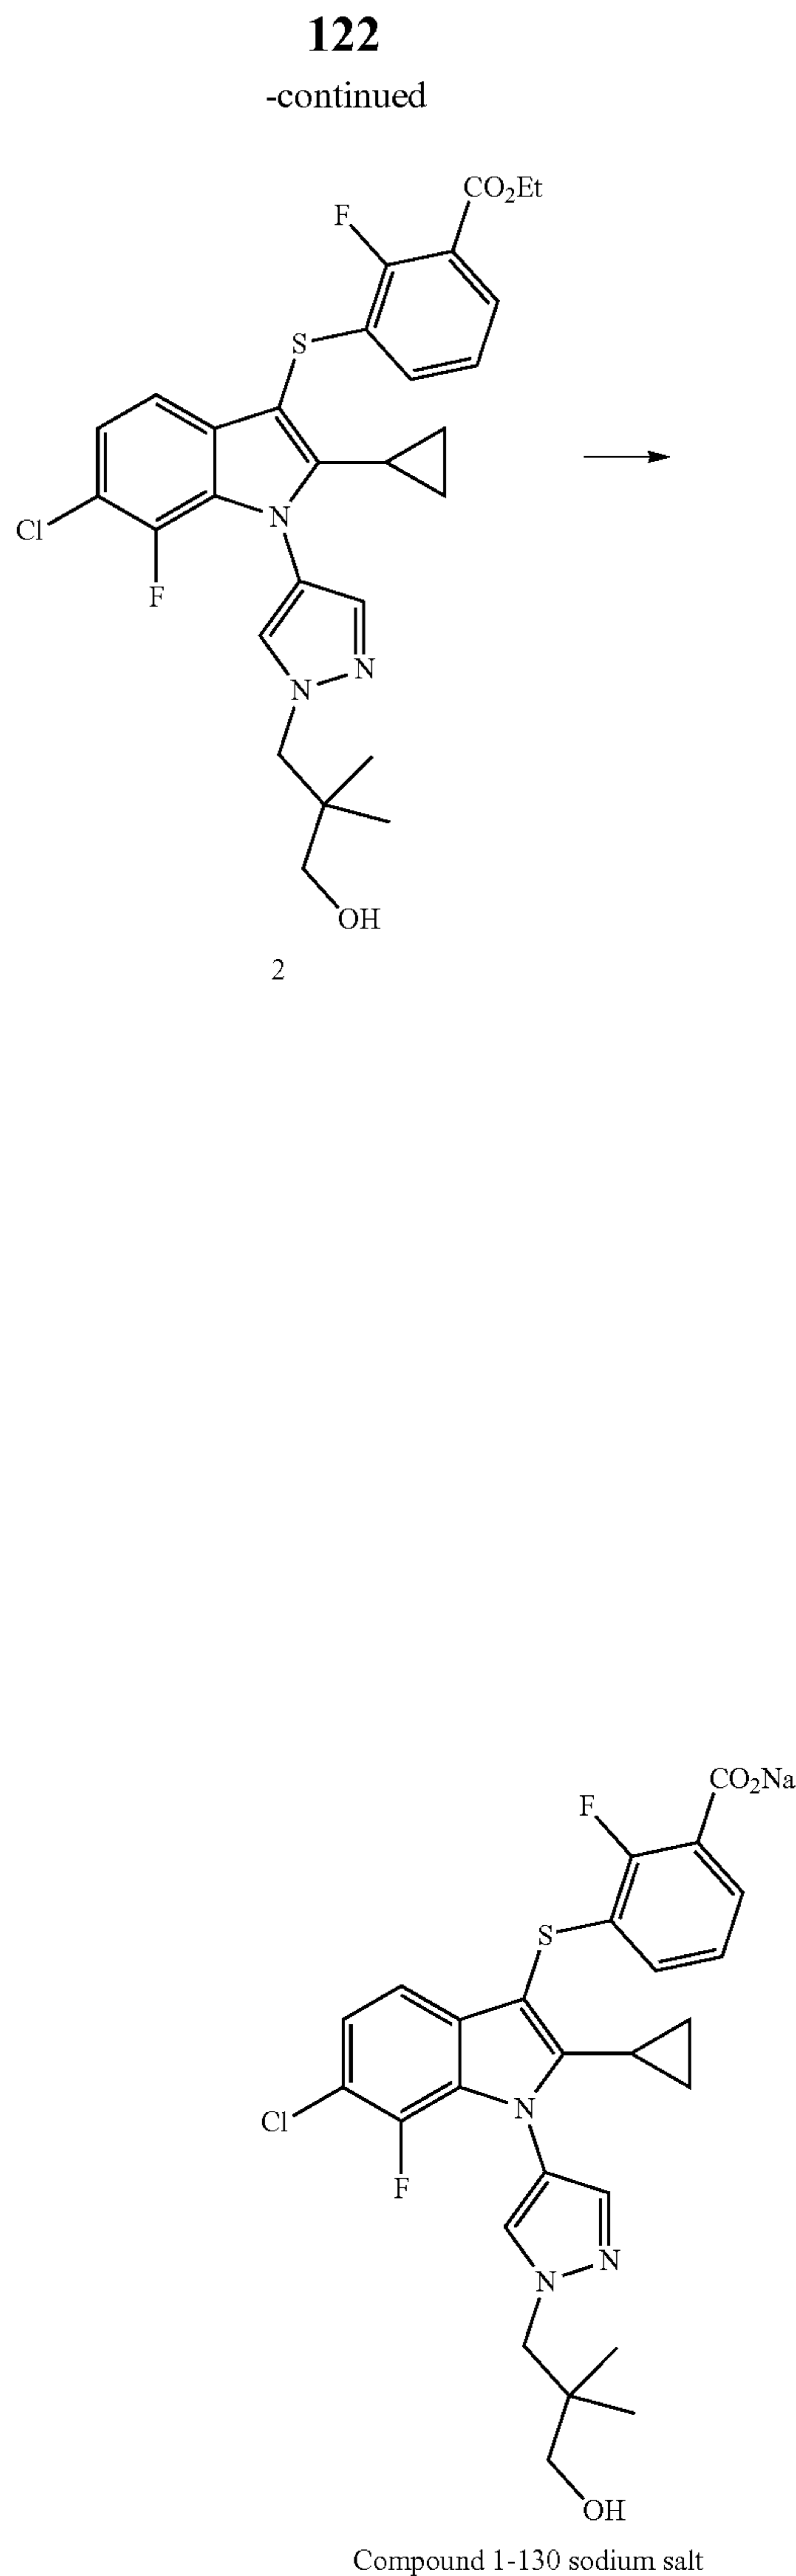 122
-continued
CO₂Et
F
S
Cl
N
F
N
N
OH
2
CO₂Na
F
S
Cl
N
F
N
N
OH
Compound 1-130 sodium salt